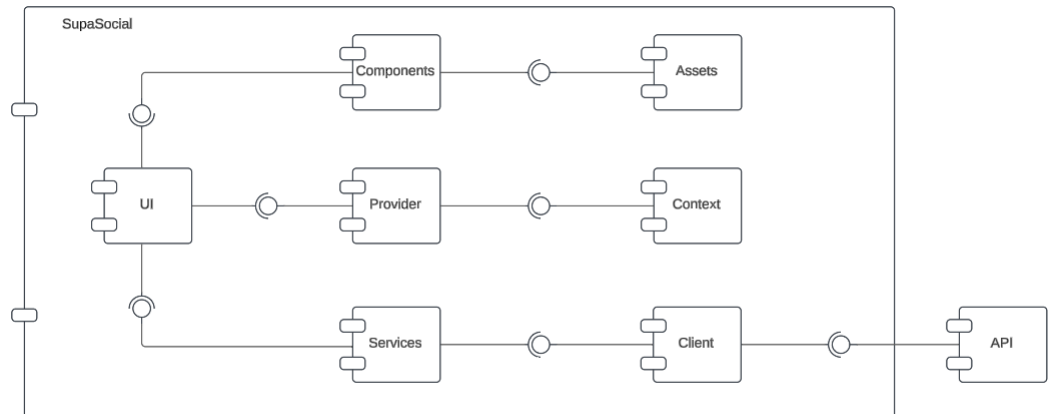 SupaSocial
Components
Assets
UI
Provider
Context
Services
Client
API